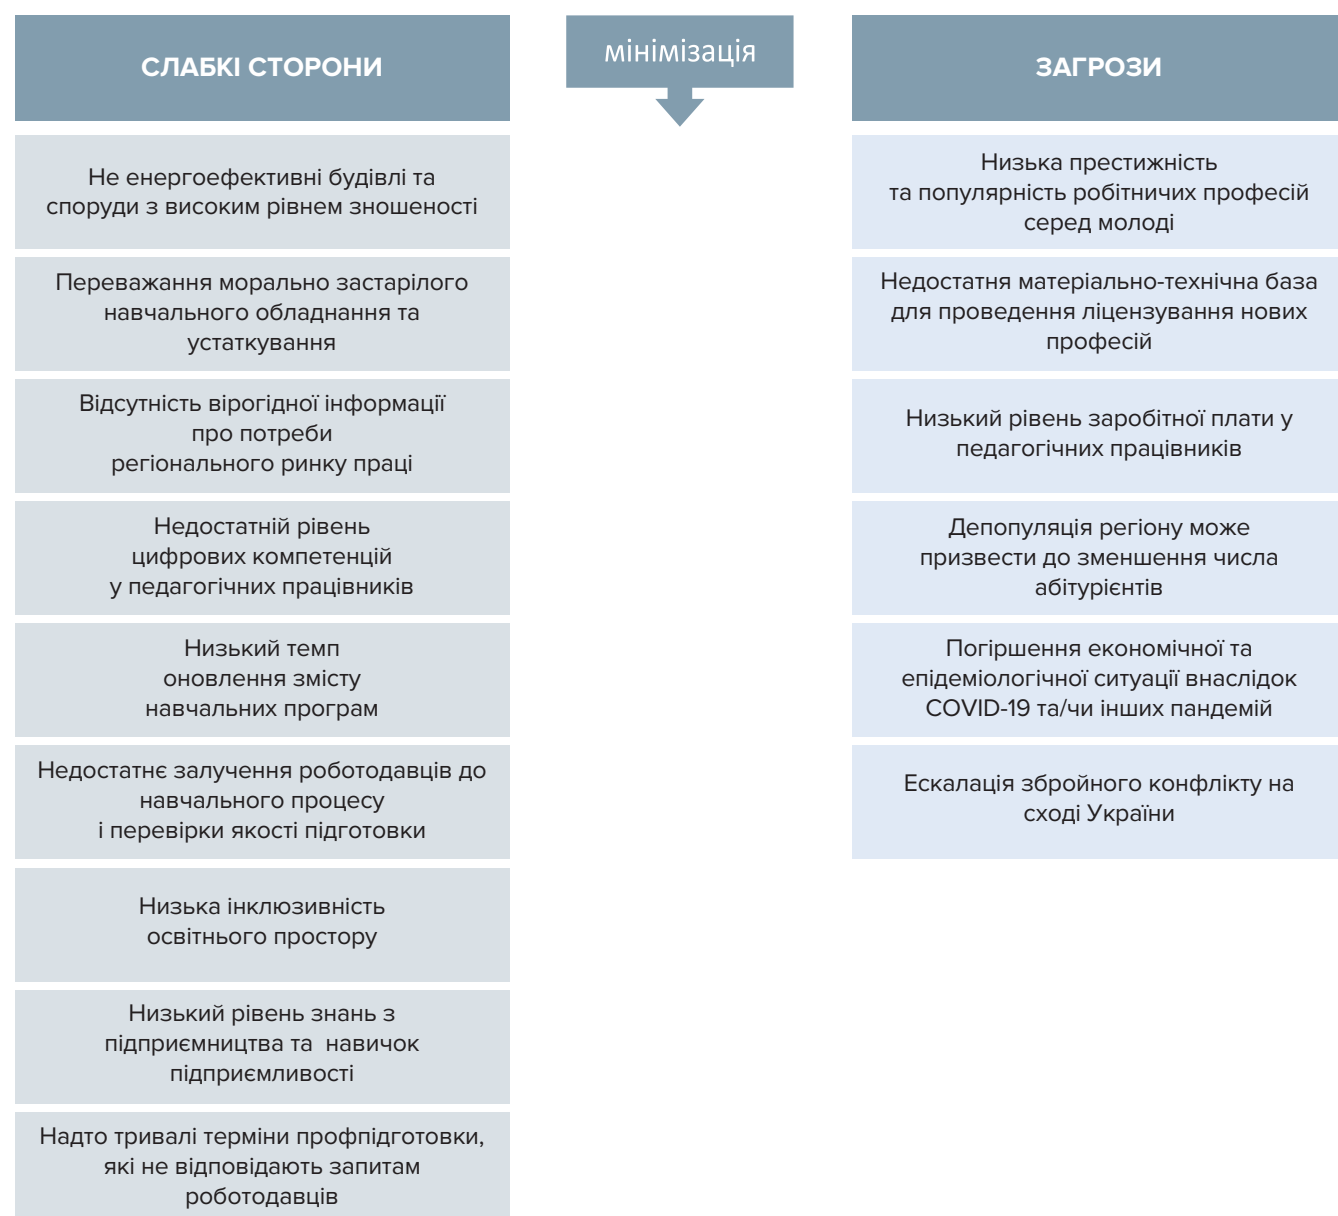 СЛАБКІ СТОРОНИ
Не енергоефективні будівлі та
споруди з високим рівнем зношеності
Переважання морально застарілого
навчального обладнання та
устаткування
Відсутність вірогідної інформації
про потреби
регіонального ринку праці
Недостатній рівень
цифрових компетенцій
у педагогічних працівників
Низький темп
оновлення змісту
навчальних програм
Недостатнє залучення роботодавців до
навчального процесу
і перевірки якості підготовки
Низька інклюзивність
освітнього простору
Низький рівень знань з
підприємництва та навичок
підприємливості
Надто тривалі терміни профпідготовки,
які не відповідають запитам
роботодавців
мінімізація
ЗАГРОЗИ
Низька престижність
та популярність робітничих професій
серед молоді
Недостатня матеріально-технічна база
для проведення ліцензування нових
професій
Низький рівень заробітної плати у
педагогічних працівників
Депопуляція регіону може
призвести до зменшення числа
абітурієнтів
Погіршення економічної та
епідеміологічної ситуації внаслідок
COVID-19 та/чи інших пандемій
Ескалація збройного конфлікту на
сході України